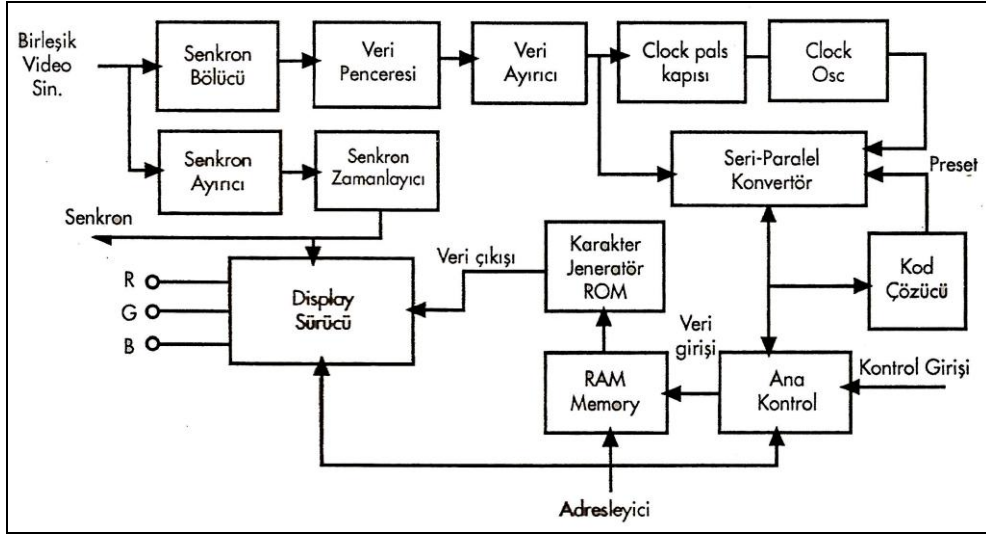 Birleşik
Video
Sin.
Senkron
Bölücü
Veri
Penceresi
Veri
Ayırıcı
Clock pals
kapısı
Clock
Osc
Senkron
Ayırıcı
Senkron
Zamanlayıcı
Seri-Paralel
Konvertör
Preset
Senkron
Veri çıkışı
Karakter
Jeneratör
ROM
Kod
Çözücü
R
G
B
Display
Sürücü
Veri
girişi
RAM
Memory
Ana
Kontrol
Kontrol Girişi
Adresleyici